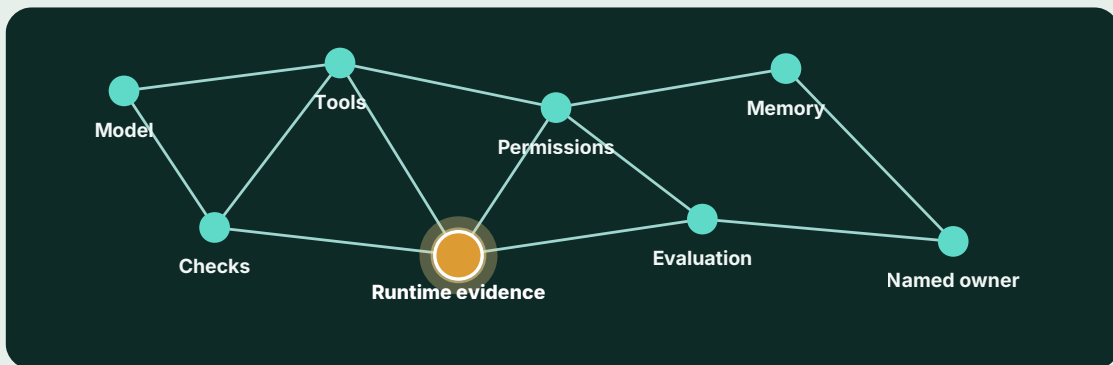 Model
Tools
Permissions
Memory
Checks
Runtime evidence
Evaluation
Named owner